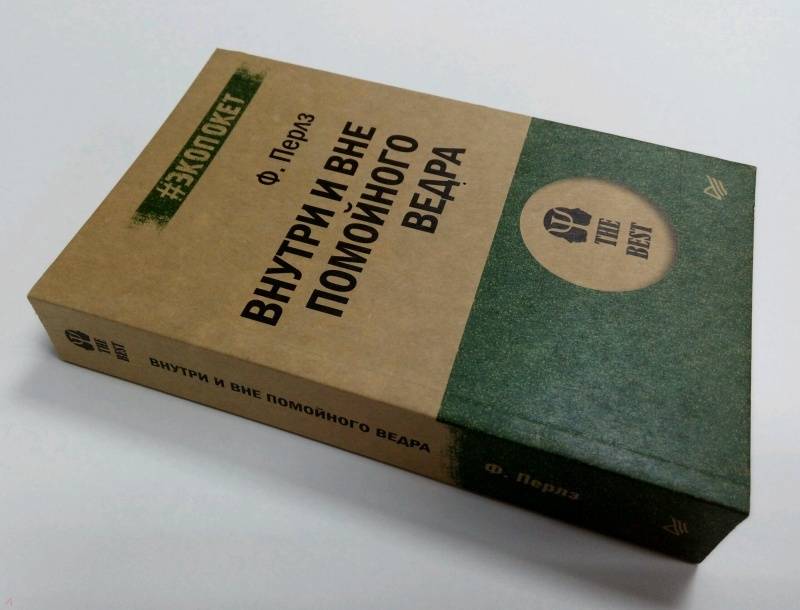 #ЭКОПОКЕТ
Ф. Перлз
ВНУТРИ И ВНЕ
ПОМОЙНОГО
ВЕДРА
THE
BEST
THE
BEST
ВНУТРИ И ВНЕ ПОМОЙНОГО ВЕДРА
Ф. Перлз